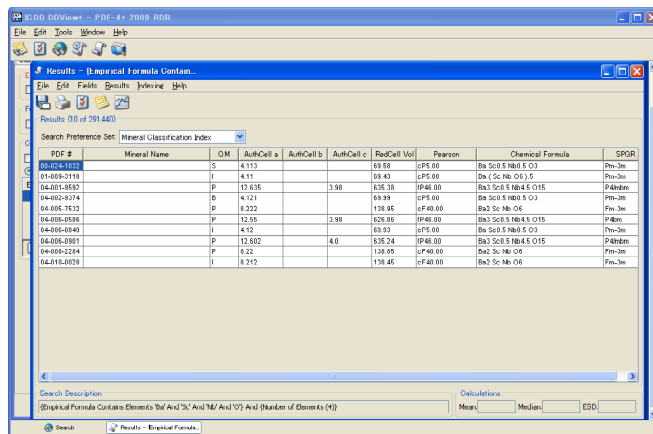 ICDD DDView+ - PDF-4+ 2009 RDB
File Edit Tools Window Help
Results - {Empirical Formula Contain...
File Edit Fields Results Indexing Help
Results (10 of 291,440)
Search Preference Set: Mineral Classification Index
PDF # Mineral Name QM AuthCell a AuthCell b AuthCell c RedCell Vol Pearson Chemical Formula SPGR
00-024-1032 S 4.113 69.58 cP5.00 Ba Sc0.5 Nb0.5 O3 Pm-3m
01-089-3110 I 4.11 69.43 cP5.00 Ba ( Sc Nb O6 ).5 Pm-3m
04-001-9592 P 12.635 3.98 635.38 tP46.00 Ba3 Sc0.5 Nb4.5 O15 P4/mbm
04-002-9374 B 4.121 69.99 cP5.00 Ba Sc0.5 Nb0.5 O3 Pm-3m
04-005-7532 P 8.222 138.95 cF40.00 Ba2 Sc Nb O6 Fm-3m
04-006-0586 P 12.55 3.98 626.86 tP46.00 Ba3 Sc0.5 Nb4.5 O15 P4bm
04-006-0849 I 4.12 69.93 cP5.00 Ba Sc0.5 Nb0.5 O3 Pm-3m
04-006-0901 P 12.602 4.0 635.24 tP46.00 Ba3 Sc0.5 Nb4.5 O15 P4/mbm
04-008-2284 P 8.22 138.85 cF40.00 Ba2 Sc Nb O6 Fm-3m
04-010-0028 I 8.212 138.45 cF40.00 Ba2 Sc Nb O6 Fm-3m
Search Description Calculations
{Empirical Formula Contains Elements 'Ba' And 'Sc' And 'Nb' And 'O'} And {Number of Elements (4)} Mean: Median: ESD:
Search Results - Empirical Formula...